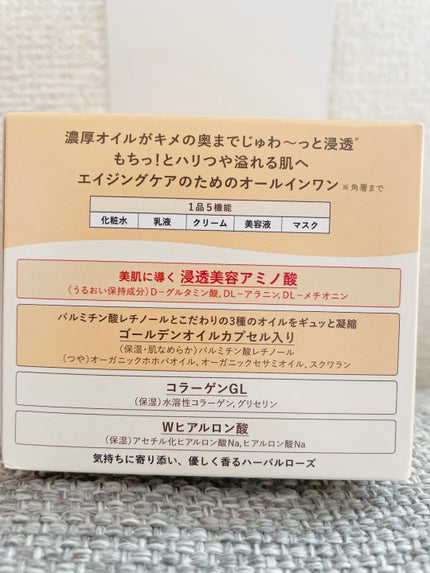 濃厚オイルがキメの奥までじゅわ〜っと浸透*
もちっ!とハリつや溢れる肌へ
エイジングケアのためのオールインワン ※角層まで
1品5機能
化粧水 乳液 クリーム 美容液 マスク
美肌に導く 浸透美容アミノ酸
(うるおい保持成分)D-グルタミン酸,DL-アラニン,DL-メチオニン
パルミチン酸レチノールとこだわりの3種のオイルをギュッと凝縮
ゴールデンオイルカプセル入り
(保湿・肌なめらか)パルミチン酸レチノール
(つや)オーガニックホホバオイル,オーガニックセサミオイル,スクワラン
コラーゲンGL
(保湿)水溶性コラーゲン,グリセリン
Wヒアルロン酸
(保湿)アセチル化ヒアルロン酸Na,ヒアルロン酸Na
気持ちに寄り添い、優しく香るハーバルローズ